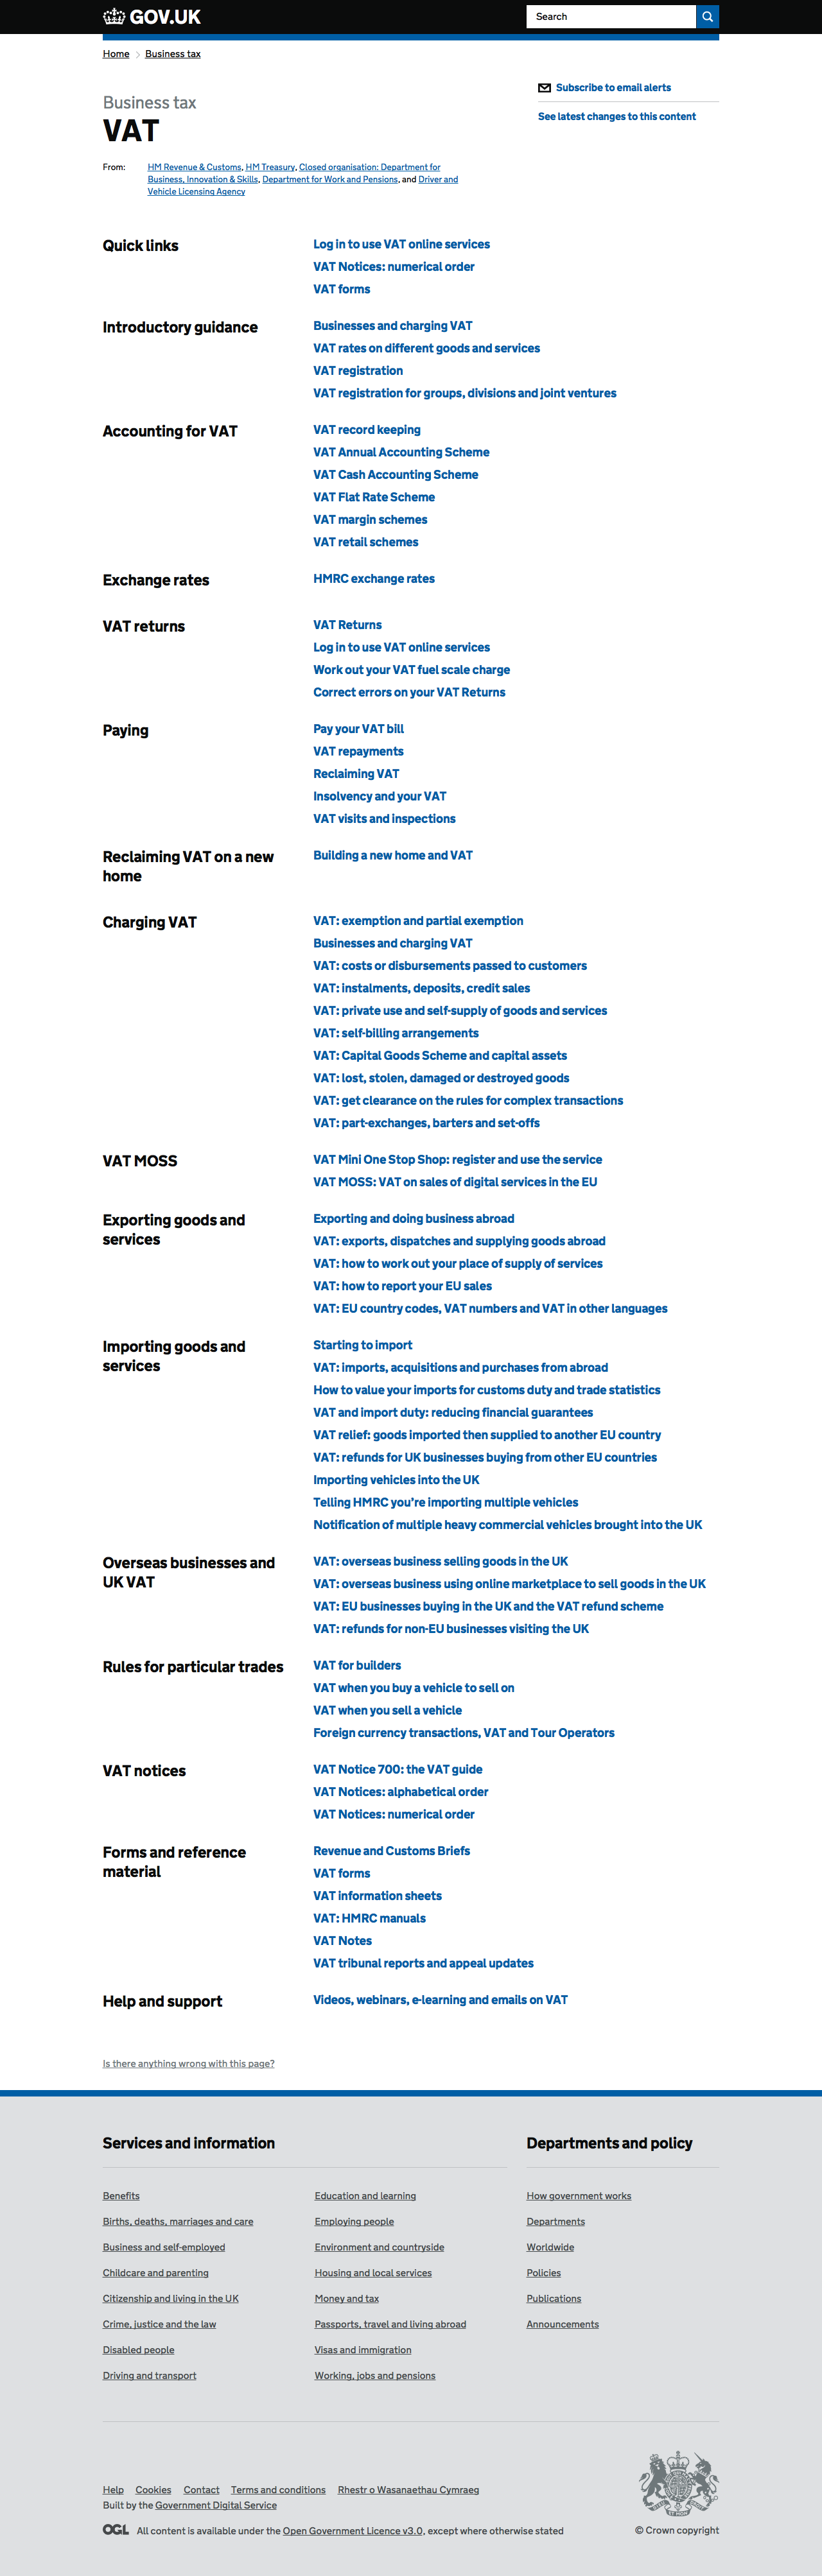 GOV.UK
Search
Home
Business tax
Subscribe to email alerts
See latest changes to this content
Business tax
VAT
From: HM Revenue & Customs, HM Treasury, Closed organisation: Department for
Business, Innovation & Skills, Department for Work and Pensions, and Driver and
Vehicle Licensing Agency
Quick links
Log in to use VAT online services
VAT Notices: numerical order
VAT forms
Introductory guidance
Businesses and charging VAT
VAT rates on different goods and services
VAT registration
VAT registration for groups, divisions and joint ventures
Accounting for VAT
VAT record keeping
VAT Annual Accounting Scheme
VAT Cash Accounting Scheme
VAT Flat Rate Scheme
VAT margin schemes
VAT retail schemes
Exchange rates
HMRC exchange rates
VAT returns
VAT Returns
Log in to use VAT online services
Work out your VAT fuel scale charge
Correct errors on your VAT Returns
Paying
Pay your VAT bill
VAT repayments
Reclaiming VAT
Insolvency and your VAT
VAT visits and inspections
Reclaiming VAT on a new
home
Building a new home and VAT
Charging VAT
VAT: exemption and partial exemption
Businesses and charging VAT
VAT: costs or disbursements passed to customers
VAT: instalments, deposits, credit sales
VAT: private use and self-supply of goods and services
VAT: self-billing arrangements
VAT: Capital Goods Scheme and capital assets
VAT: lost, stolen, damaged or destroyed goods
VAT: get clearance on the rules for complex transactions
VAT: part-exchanges, barters and set-offs
VAT MOSS
VAT Mini One Stop Shop: register and use the service
VAT MOSS: VAT on sales of digital services in the EU
Exporting goods and
services
Exporting and doing business abroad
VAT: exports, dispatches and supplying goods abroad
VAT: how to work out your place of supply of services
VAT: how to report your EU sales
VAT: EU country codes, VAT numbers and VAT in other languages
Importing goods and
services
Starting to import
VAT: imports, acquisitions and purchases from abroad
How to value your imports for customs duty and trade statistics
VAT and import duty: reducing financial guarantees
VAT relief: goods imported then supplied to another EU country
VAT: refunds for UK businesses buying from other EU countries
Importing vehicles into the UK
Telling HMRC you're importing multiple vehicles
Notification of multiple heavy commercial vehicles brought into the UK
Overseas businesses and
UK VAT
VAT: overseas business selling goods in the UK
VAT: overseas business using online marketplace to sell goods in the UK
VAT: EU businesses buying in the UK and the VAT refund scheme
VAT: refunds for non-EU businesses visiting the UK
Rules for particular trades
VAT for builders
VAT when you buy a vehicle to sell on
VAT when you sell a vehicle
Foreign currency transactions, VAT and Tour Operators
VAT notices
VAT Notice 700: the VAT guide
VAT Notices: alphabetical order
VAT Notices: numerical order
Forms and reference
material
Revenue and Customs Briefs
VAT forms
VAT information sheets
VAT: HMRC manuals
VAT Notes
VAT tribunal reports and appeal updates
Help and support
Videos, webinars, e-learning and emails on VAT
Is there anything wrong with this page?
Services and information
Benefits
Births, deaths, marriages and care
Business and self-employed
Childcare and parenting
Citizenship and living in the UK
Crime, justice and the law
Disabled people
Driving and transport
Education and learning
Employing people
Environment and countryside
Housing and local services
Money and tax
Passports, travel and living abroad
Visas and immigration
Working, jobs and pensions
Departments and policy
How government works
Departments
Worldwide
Policies
Publications
Announcements
Help Cookies Contact Terms and conditions Rhestr o Wasanaethau Cymraeg
Built by the Government Digital Service
OGL All content is available under the Open Government Licence v3.0, except where otherwise stated
© Crown copyright